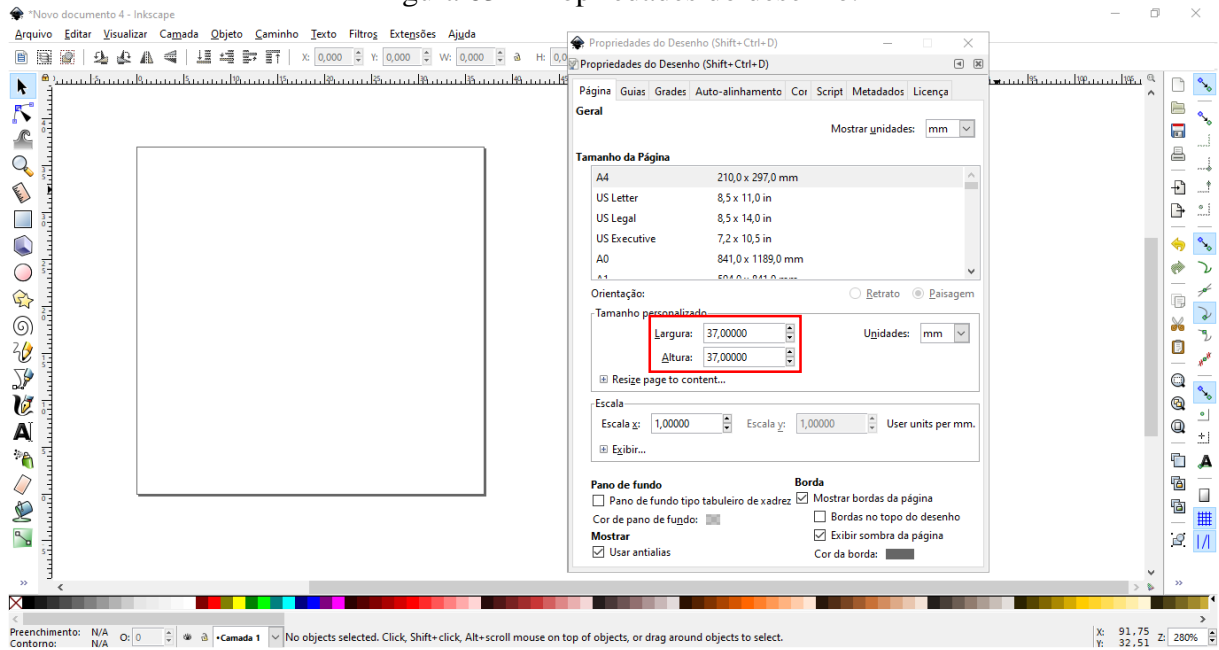 *Novo documento 4 - Inkscape
Arquivo Editar Visualizar Camada Objeto Caminho Texto Filtros Extensões Ajuda
X: 0,000 Y: 0,000 W: 0,000 H: 0,0
Propriedades do Desenho (Shift+Ctrl+D)
Propriedades do Desenho (Shift+Ctrl+D)
Página Guias Grades Auto-alinhamento Cor Script Metadados Licença
Geral
Mostrar unidades: mm
Tamanho da Página
A4 210,0 x 297,0 mm
US Letter 8,5 x 11,0 in
US Legal 8,5 x 14,0 in
US Executive 7,2 x 10,5 in
A0 841,0 x 1189,0 mm
Orientação: Retrato Paisagem
Tamanho personalizado
Largura: 37,00000 Unidades: mm
Altura: 37,00000
Resize page to content...
Escala
Escala x: 1,00000 Escala y: 1,00000 User units per mm.
Exibir...
Pano de fundo
Pano de fundo tipo tabuleiro de xadrez
Cor de pano de fundo:
Mostrar
Usar antialias
Borda
Mostrar bordas da página
Bordas no topo do desenho
Exibir sombra da página
Cor da borda:
Preenchimento: N/A
Contorno: N/A
O: 0
•Camada 1
No objects selected. Click, Shift+click, Alt+scroll mouse on top of objects, or drag around objects to select.
X: 91,75
Y: 32,51
Z: 280%